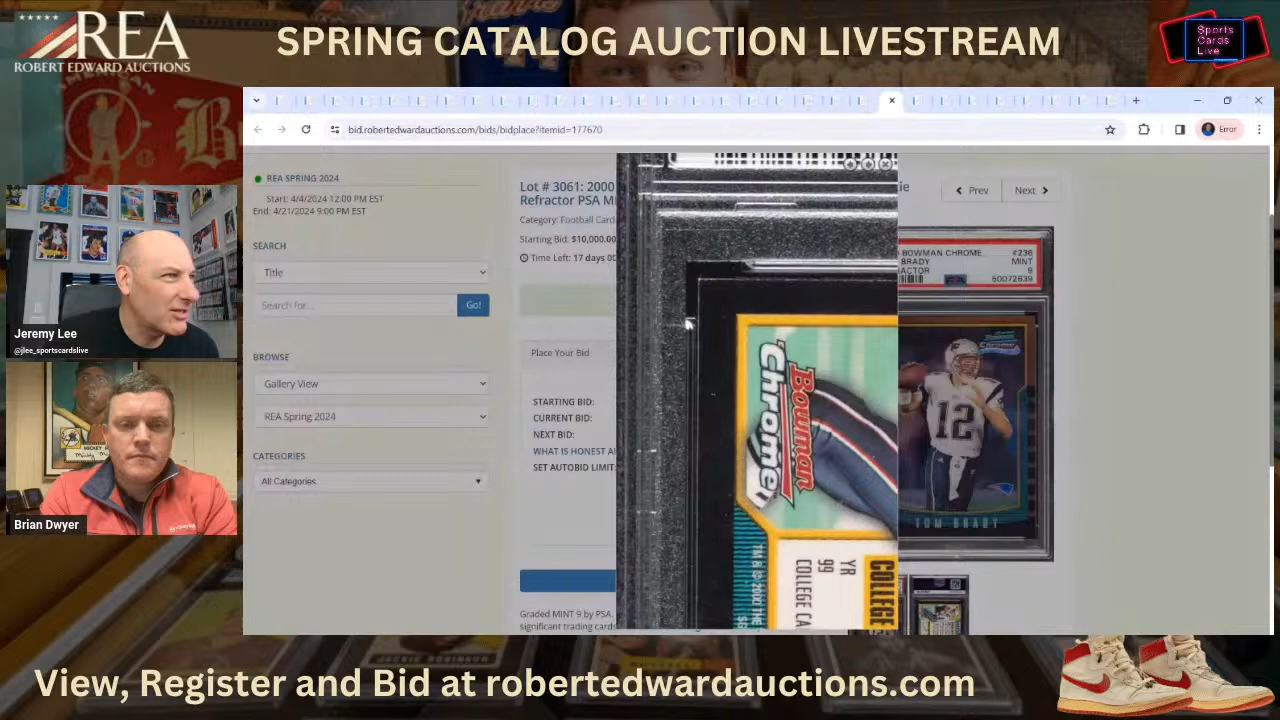 ★★★★★
REA
ROBERT EDWARD AUCTIONS
SPRING CATALOG AUCTION LIVESTREAM
Sports
Cards
Live
bid.robertedwardauctions.com/bids/bidplace?itemid=177670
Error
REA SPRING 2024
Start: 4/4/2024 12:00 PM EST
End: 4/21/2024 9:00 PM EST
SEARCH
Title
Search for...
Go!
BROWSE
Gallery View
REA Spring 2024
CATEGORIES
All Categories
Lot # 3061: 2000
Refractor PSA
Category: Football Card
Starting Bid: $10,000.00
Time Left: 17 days
Place Your Bid
STARTING BID:
CURRENT BID:
NEXT BID:
WHAT IS HONEST
SET AUTOBID LIMIT:
Graded MINT 9 by PSA.
significant trading cards
Prev
Next
Bowman
Chrome
YR
99
COLLEGE
BOWMAN CHROME
#236
BRADY
MINT
9
50072639
12
TOM BRADY
Jeremy Lee
@jlee_sportscardslive
Brian Dwyer
JACKIE ROBINSON
View, Register and Bid at robertedwardauctions.com